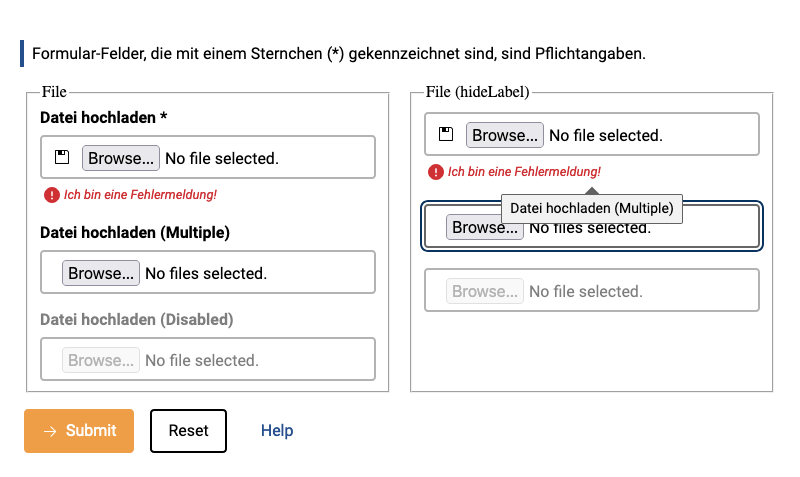 Formular-Felder, die mit einem Sternchen (*) gekennzeichnet sind, sind Pflichtangaben.
File
Datei hochladen *
Browse... No file selected.
Ich bin eine Fehlermeldung!
Datei hochladen (Multiple)
Browse... No files selected.
Datei hochladen (Disabled)
Browse... No file selected.
File (hideLabel)
Browse... No file selected.
Ich bin eine Fehlermeldung!
Datei hochladen (Multiple)
Browse... No files selected.
Browse... No file selected.
Submit
Reset
Help